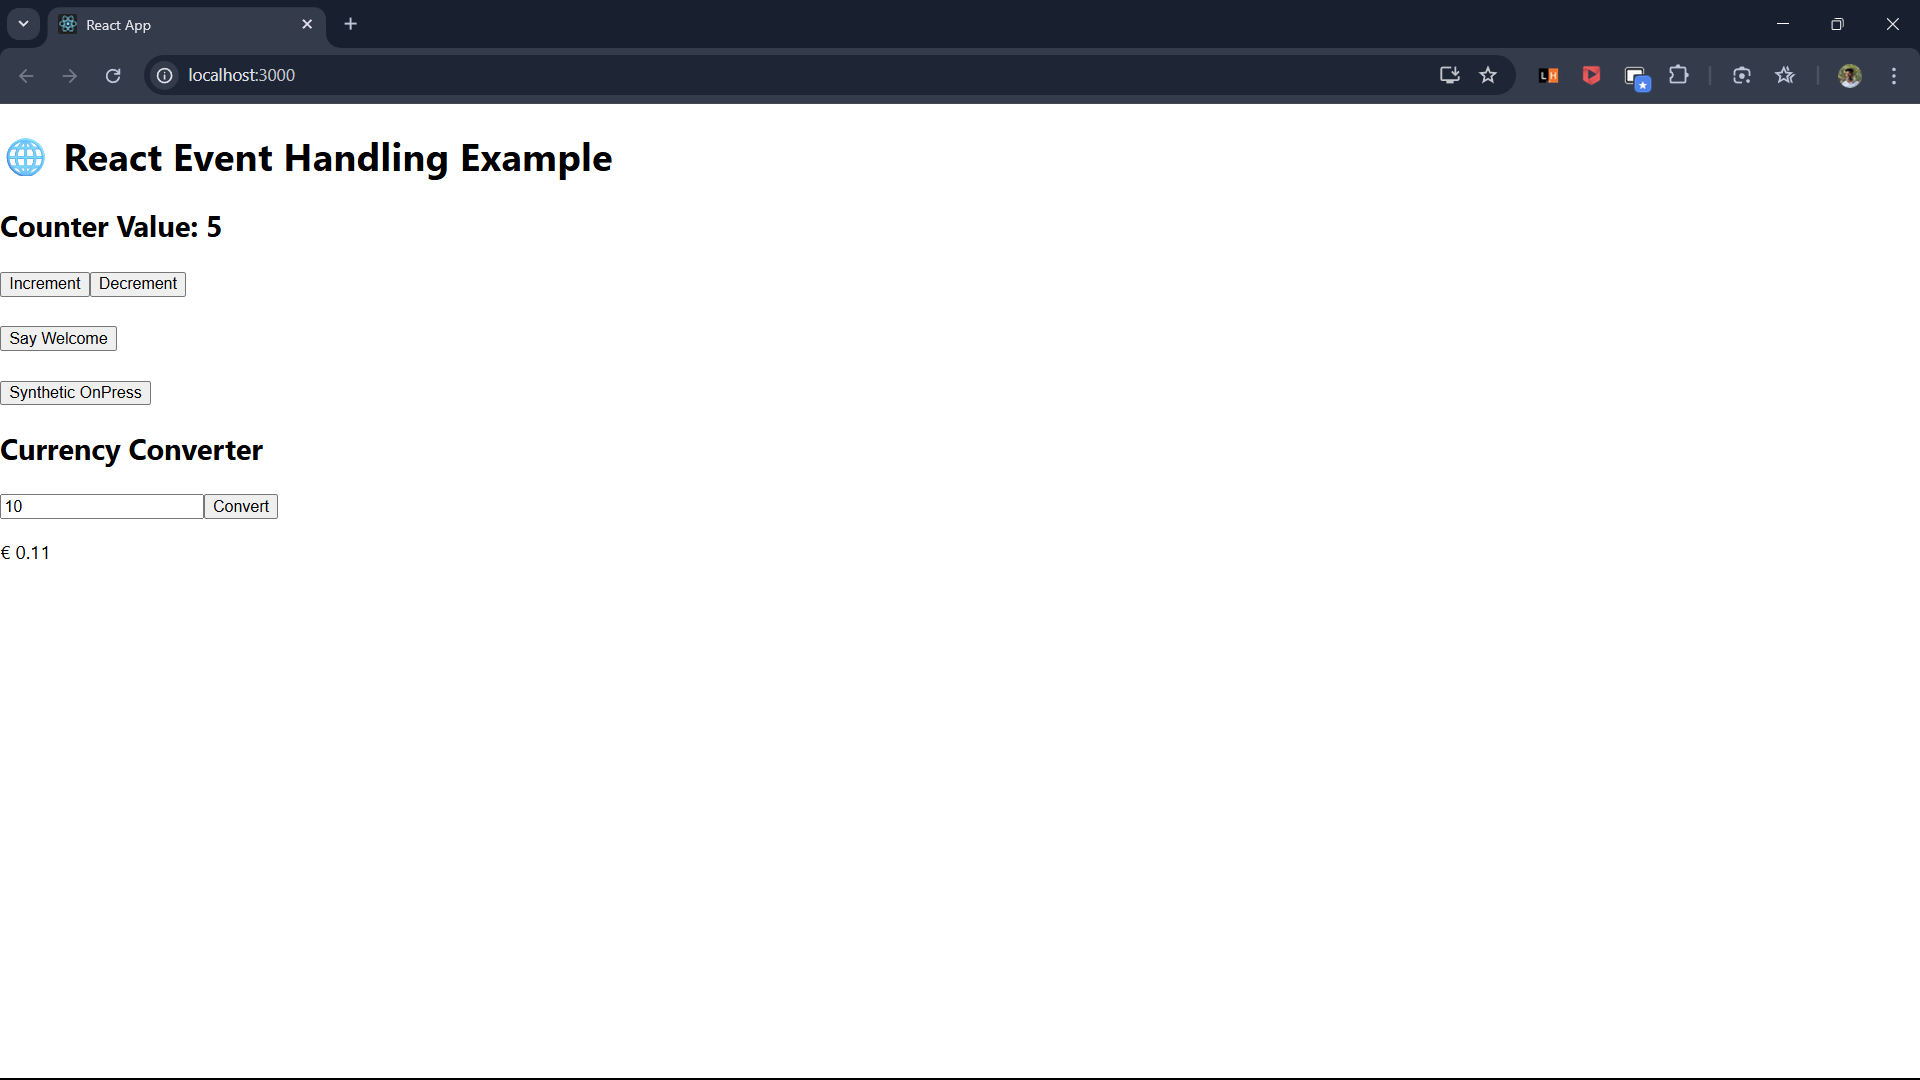 React App
localhost:3000
LH
React Event Handling Example
Counter Value: 5
Increment Decrement
Say Welcome
Synthetic OnPress
Currency Converter
10 Convert
€ 0.11